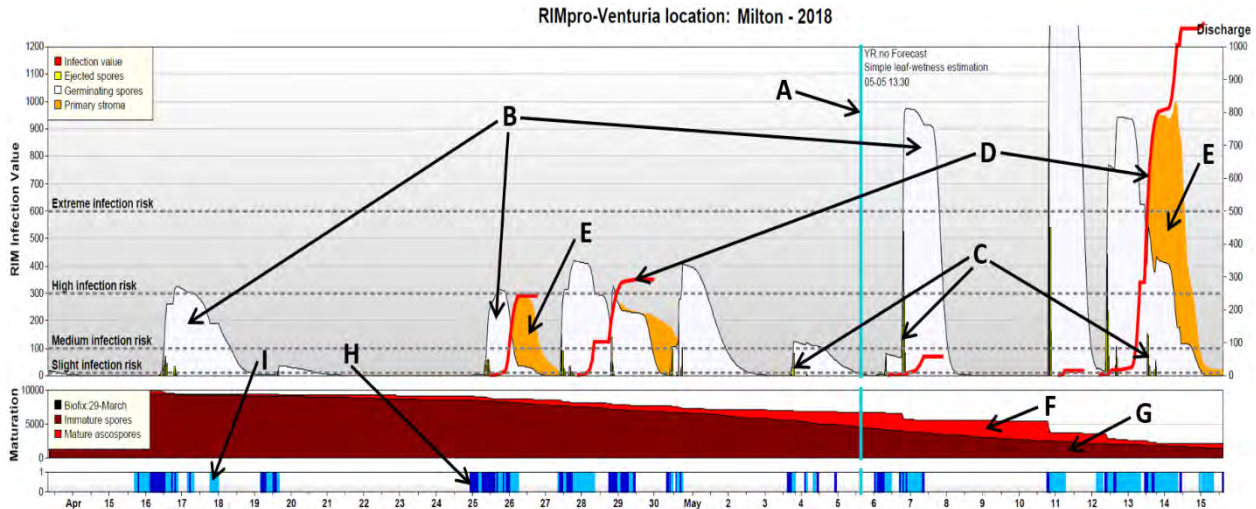 RIMpro-Venturia location: Milton - 2018
Discharge
1200
1100
1000
900
800
700
600
500
400
300
200
100
0
RIM Infection Value
Infection value
Ejected spores
Germinating spores
Primary stroma
YR.no Forecast
Simple leaf-wetness estimation
05-05 13:30
A
B
C
D
E
E
Extreme infection risk
High infection risk
Medium infection risk
Slight infection risk
1000
900
800
700
600
500
400
300
200
100
0
I
H
F
G
Maturation
10000
5000
0
Biofix:29-March
Immature spores
Mature ascospores
1
0
1
0
Apr 15 16 17 18 19 20 21 22 23 24 25 26 27 28 29 30 May 2 3 4 5 6 7 8 9 10 11 12 13 14 15